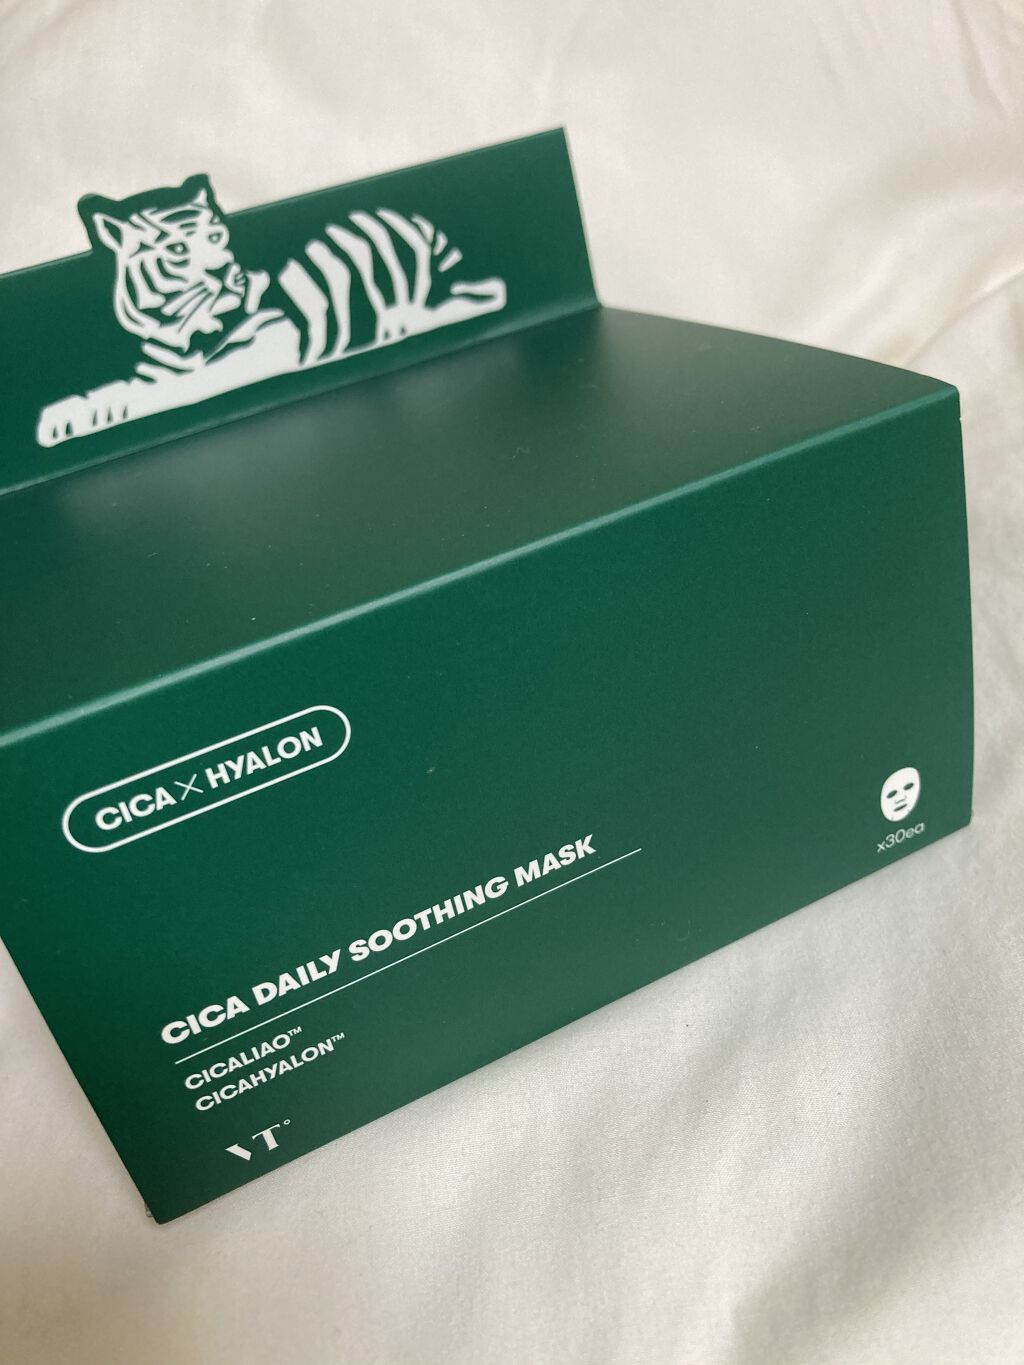 CICA X HYALON
CICA DAILY SOOTHING MASK
CICALIAO™
CICAHYALON™
VT°
x30ea